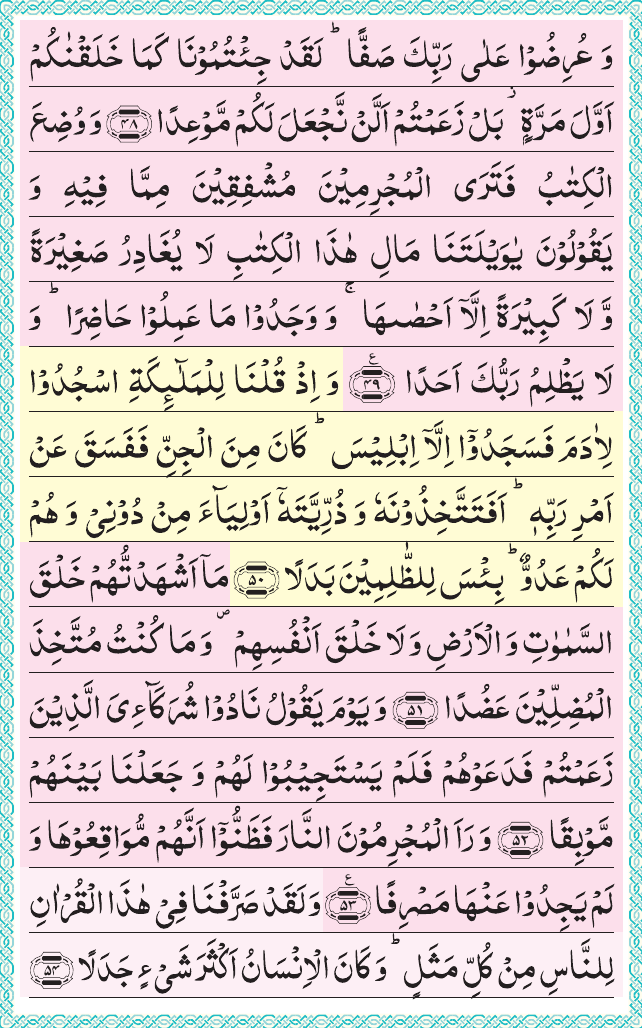 وَ عُرِضُوْا عَلٰى رَبِّكَ صَفًّاؕ لَقَدْ جِئْتُمُوْنَا كَمَا خَلَقْنٰكُمْ
اَوَّلَ مَرَّةٍۭؗ بَلْ زَعَمْتُمْ اَلَّنْ نَّجْعَلَ لَكُمْ مَّوْعِدًا ﴿۴۸﴾ وَ وُضِعَ
الْكِتٰبُ فَتَرَى الْمُجْرِمِيْنَ مُشْفِقِيْنَ مِمَّا فِيْهِ وَ
يَقُوْلُوْنَ يٰوَيْلَتَنَا مَالِ هٰذَا الْكِتٰبِ لَا يُغَادِرُ صَغِيْرَةً
وَّ لَا كَبِيْرَةً اِلَّاۤ اَحْصٰىهَاۚ وَ وَجَدُوْا مَا عَمِلُوْا حَاضِرًاؕ وَ
لَا يَظْلِمُ رَبُّكَ اَحَدًا ﴿۴۹﴾ع وَ اِذْ قُلْنَا لِلْمَلٰٓئِكَةِ اسْجُدُوْا
لِاٰدَمَ فَسَجَدُوْۤا اِلَّاۤ اِبْلِيْسَؕ كَانَ مِنَ الْجِنِّ فَفَسَقَ عَنْ
اَمْرِ رَبِّهٖؕ اَفَتَتَّخِذُوْنَهٗ وَ ذُرِّيَّتَهٗۤ اَوْلِيَآءَ مِنْ دُوْنِيْ وَ هُمْ
لَكُمْ عَدُوٌّؕ بِئْسَ لِلظّٰلِمِيْنَ بَدَلًا ﴿۵۰﴾ مَاۤ اَشْهَدْتُّهُمْ خَلْقَ
السَّمٰوٰتِ وَ الْاَرْضِ وَ لَا خَلْقَ اَنْفُسِهِمْ۪ وَ مَا كُنْتُ مُتَّخِذَ
الْمُضِلِّيْنَ عَضُدًا ﴿۵۱﴾ وَ يَوْمَ يَقُوْلُ نَادُوْا شُرَكَآءِيَ الَّذِيْنَ
زَعَمْتُمْ فَدَعَوْهُمْ فَلَمْ يَسْتَجِيْبُوْا لَهُمْ وَ جَعَلْنَا بَيْنَهُمْ
مَّوْبِقًا ﴿۵۲﴾ وَ رَاَ الْمُجْرِمُوْنَ النَّارَ فَظَنُّوْۤا اَنَّهُمْ مُّوَاقِعُوْهَا وَ
لَمْ يَجِدُوْا عَنْهَا مَصْرِفًا ﴿۵۳﴾ع وَ لَقَدْ صَرَّفْنَا فِيْ هٰذَا الْقُرْاٰنِ
لِلنَّاسِ مِنْ كُلِّ مَثَلٍؕ وَ كَانَ الْاِنْسَانُ اَكْثَرَ شَيْءٍ جَدَلًا ﴿۵۴﴾